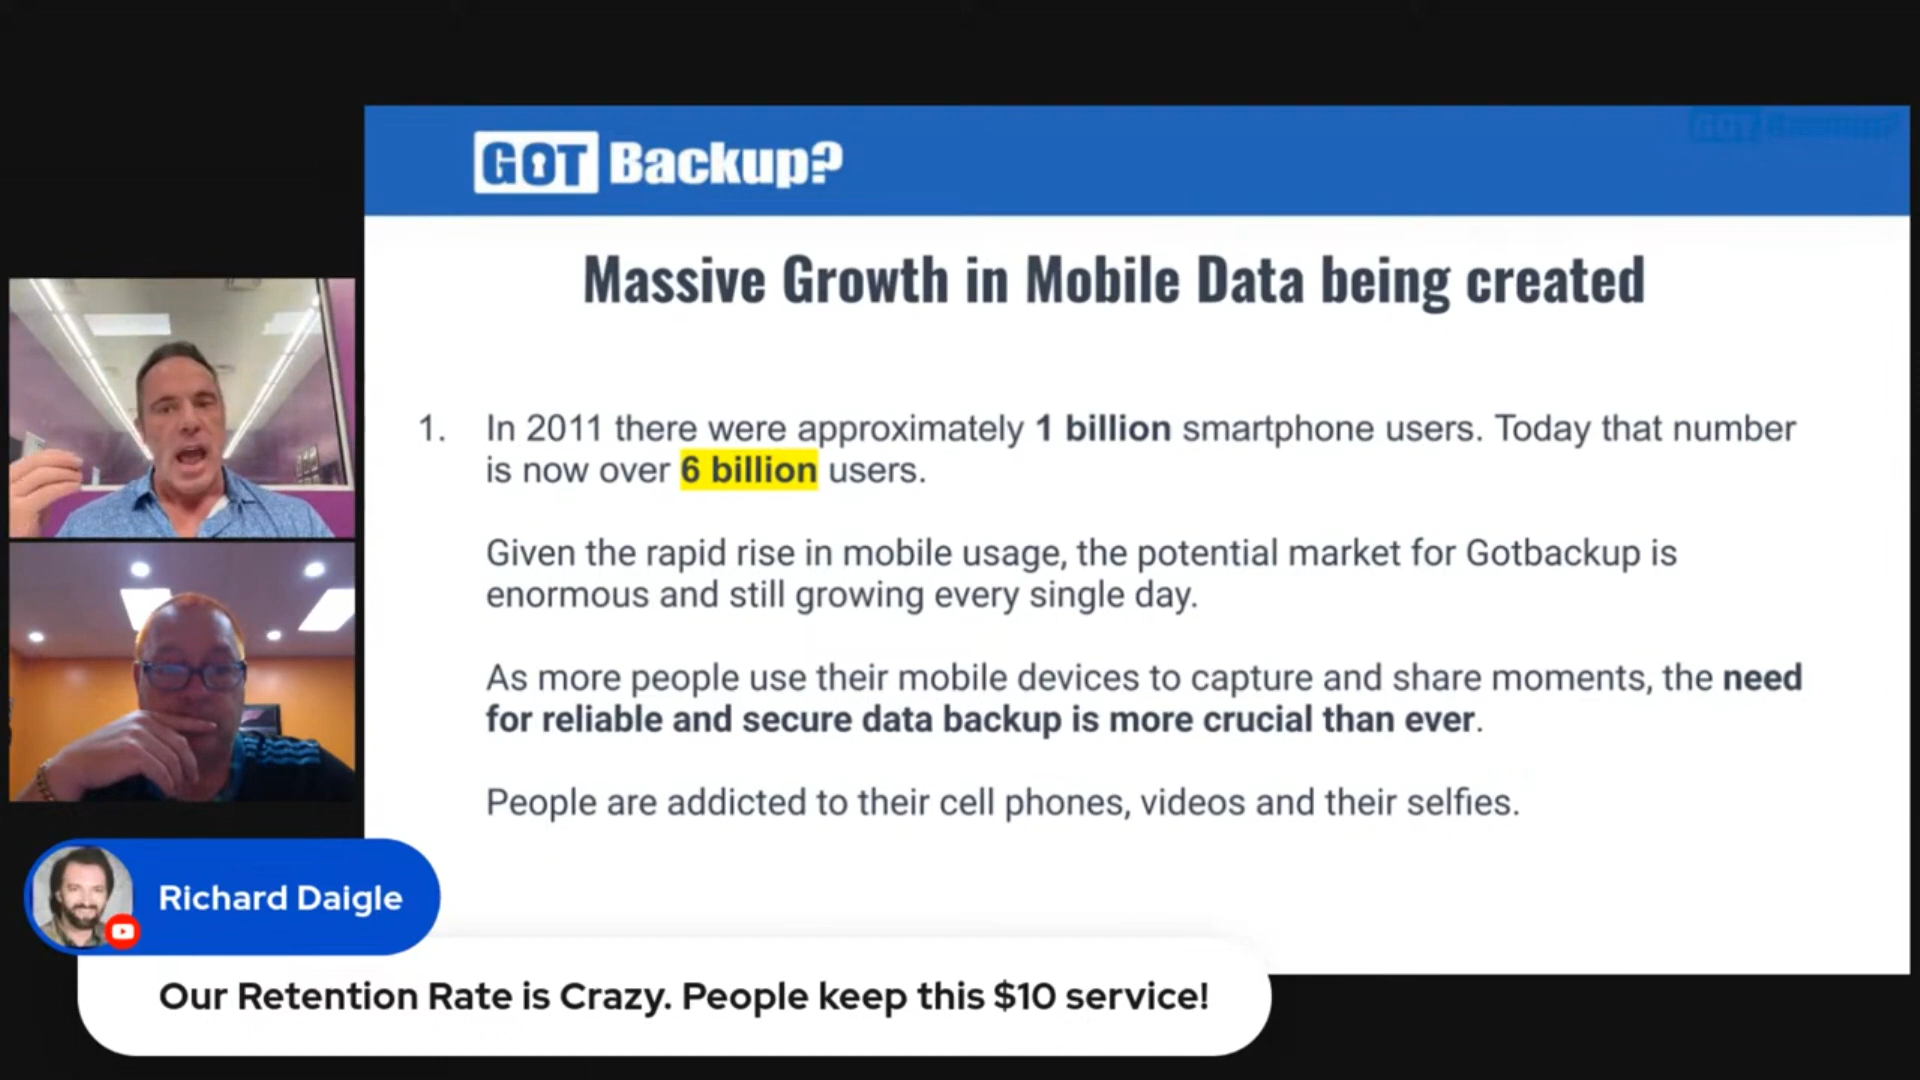 GOT Backup?
GOT Backup?
Massive Growth in Mobile Data being created
1. In 2011 there were approximately 1 billion smartphone users. Today that number
is now over 6 billion users.
Given the rapid rise in mobile usage, the potential market for Gotbackup is
enormous and still growing every single day.
As more people use their mobile devices to capture and share moments, the need
for reliable and secure data backup is more crucial than ever.
People are addicted to their cell phones, videos and their selfies.
Richard Daigle
Our Retention Rate is Crazy. People keep this $10 service!